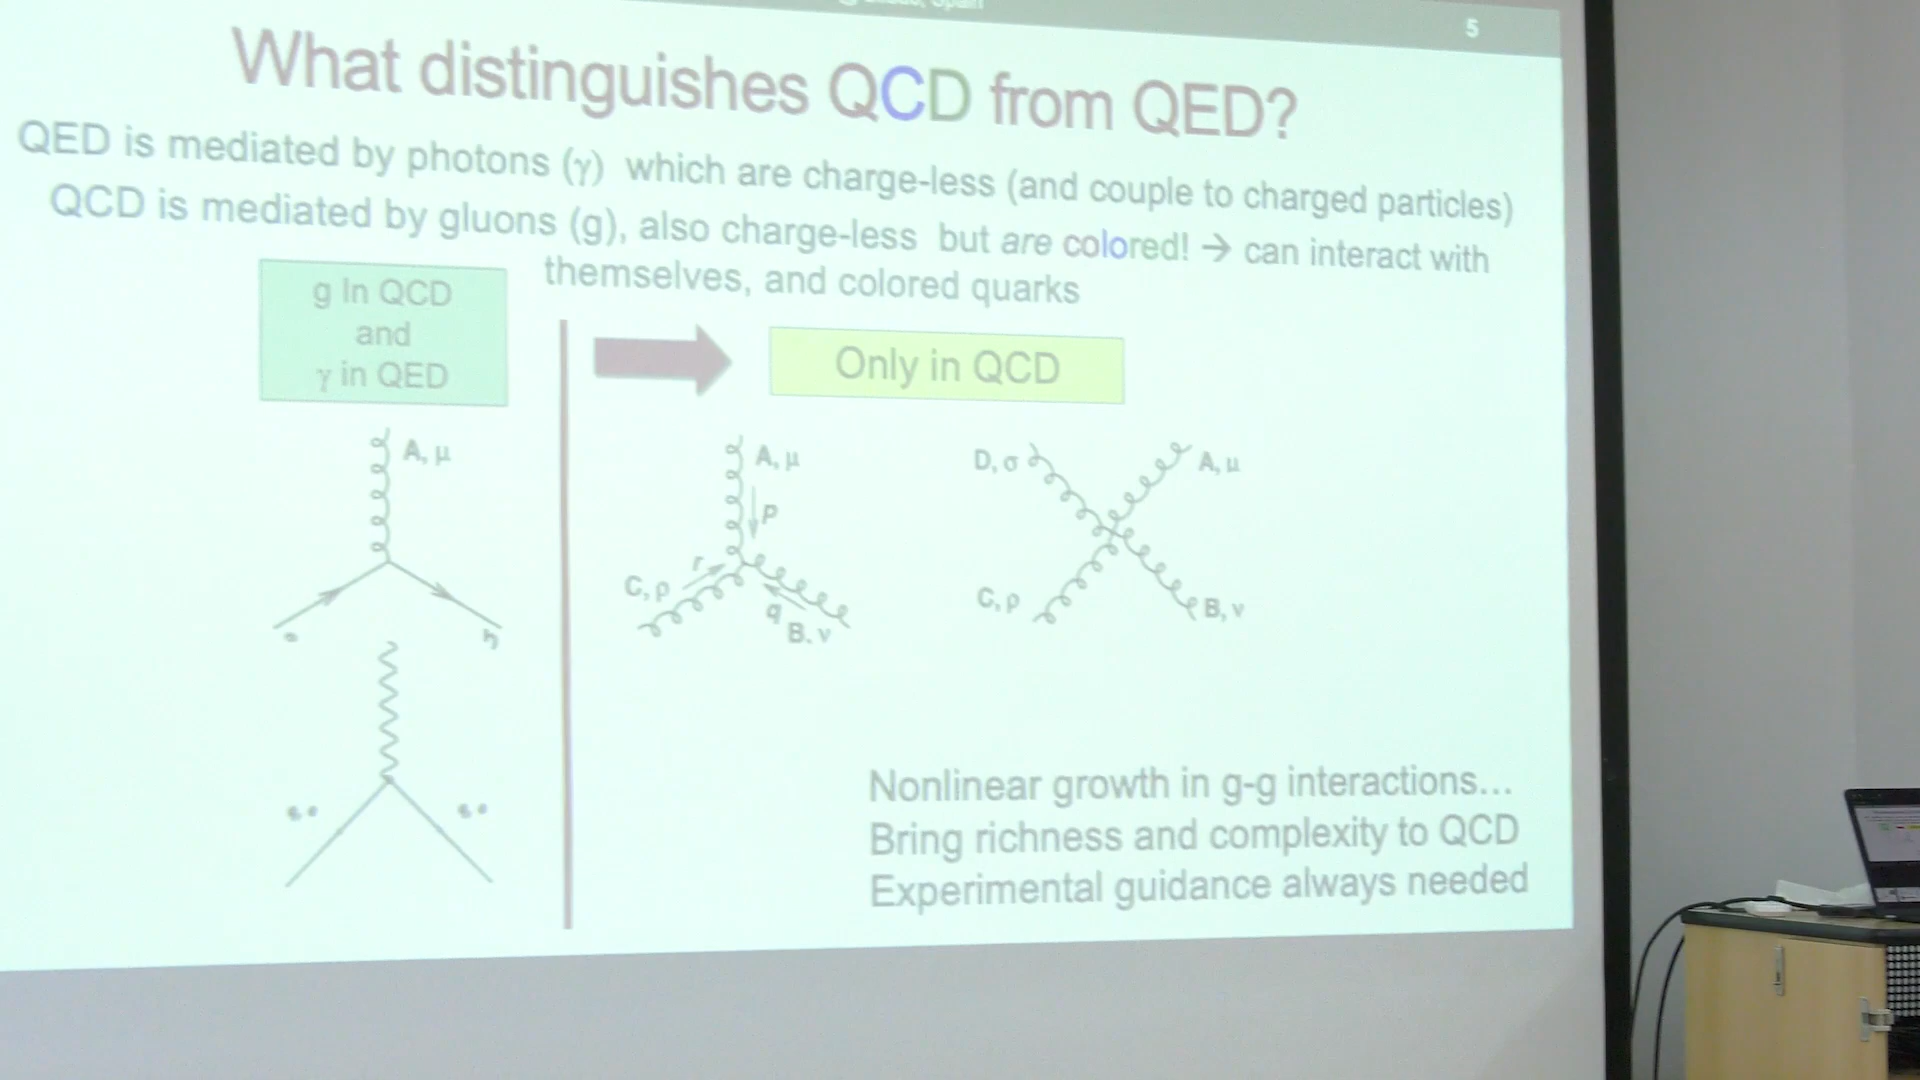 Spain
5
What distinguishes QCD from QED?
QED is mediated by photons (γ) which are charge-less (and couple to charged particles)
QCD is mediated by gluons (g), also charge-less but are colored! → can interact with
themselves, and colored quarks
g In QCD
and
γ in QED
Only in QCD
A, μ
A, μ
p
r
C, ρ
q
B. ν
D, σ
A, μ
C, ρ
B, ν
Nonlinear growth in g-g interactions...
Bring richness and complexity to QCD
Experimental guidance always needed